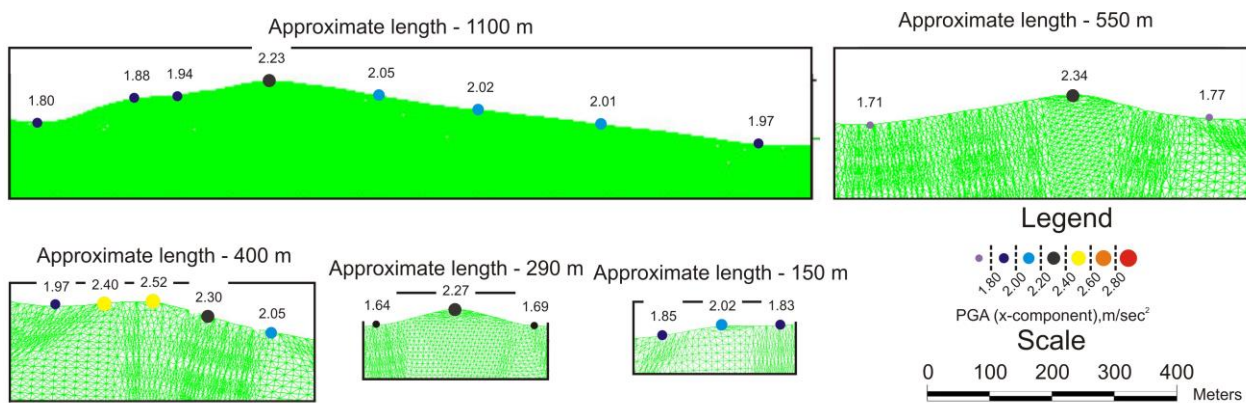 Approximate length - 1100 m
1.80
1.88
1.94
2.23
2.05
2.02
2.01
1.97
Approximate length - 550 m
1.71
2.34
1.77
Approximate length - 400 m
1.97
2.40
2.52
2.30
2.05
Approximate length - 290 m
1.64
2.27
1.69
Approximate length - 150 m
1.85
2.02
1.83
Legend
1.80
2.00
2.20
2.40
2.60
2.80
PGA (x-component),m/sec²
Scale
0 100 200 300 400
Meters